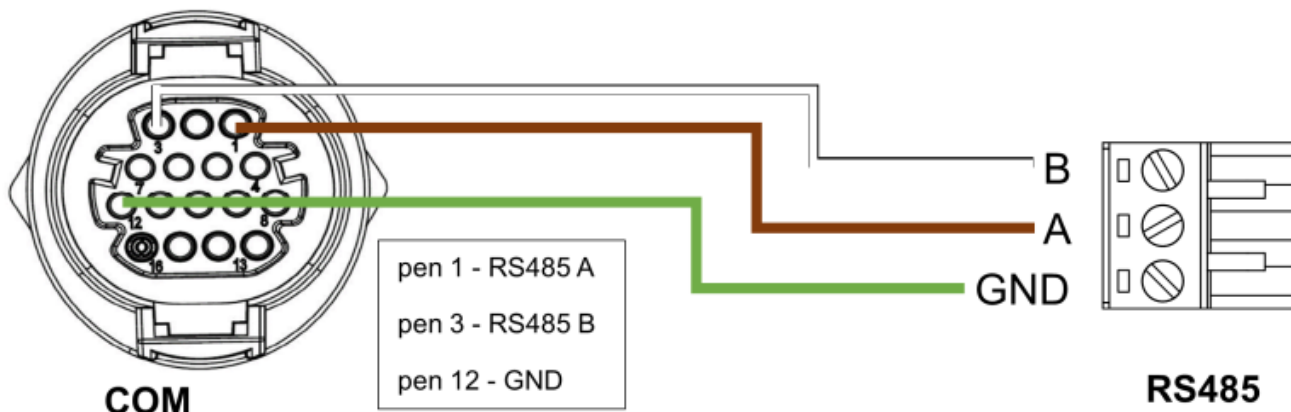 3
1
7
4
12
8
16
13
COM
pen 1 - RS485 A
pen 3 - RS485 B
pen 12 - GND
B
A
GND
RS485